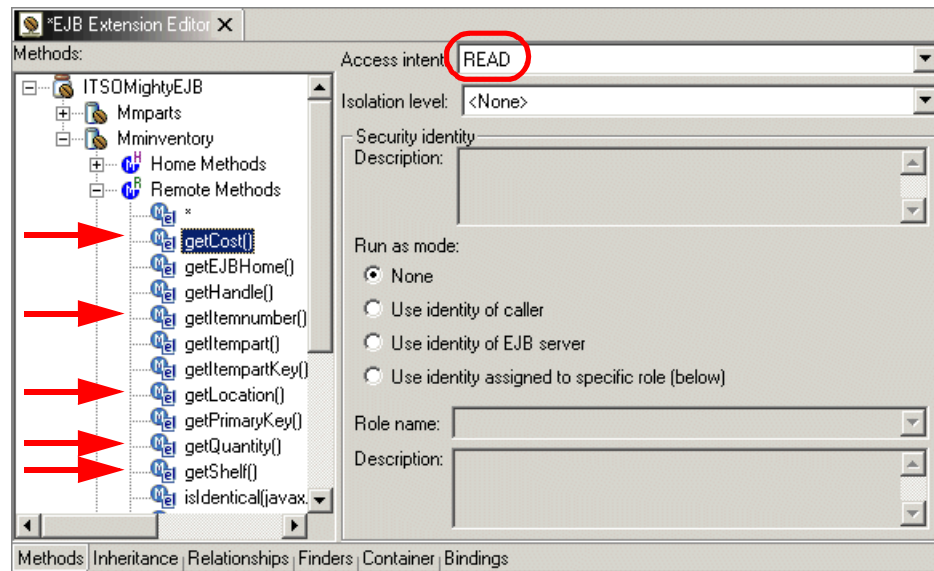 *EJB Extension Editor X
Methods:
ITSOMightyEJB
Mmparts
Mminventory
Home Methods
Remote Methods
*
getCost()
getEJBHome()
getHandle()
getItemnumber()
getItempart()
getItempartKey()
getLocation()
getPrimaryKey()
getQuantity()
getShelf()
isIdentical(javax.
Access intent: READ
Isolation level: <None>
Security identity
Description:
Run as mode:
None
Use identity of caller
Use identity of EJB server
Use identity assigned to specific role (below)
Role name:
Description:
Methods Inheritance Relationships Finders Container Bindings